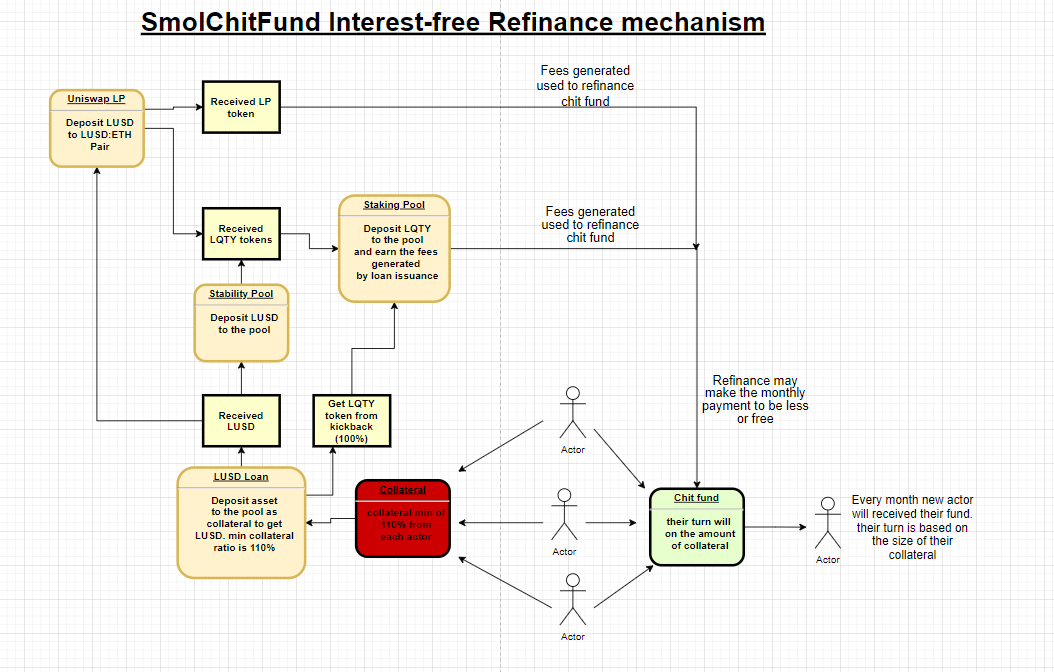 SmolChitFund Interest-free Refinance mechanism
Fees generated
used to refinance
chit fund
Uniswap LP
Deposit LUSD
to LUSD:ETH
Pair
Received LP
token
Received
LQTY tokens
Staking Pool
Deposit LQTY
to the pool
and earn the fees
generated
by loan issuance
Fees generated
used to refinance
chit fund
Stability Pool
Deposit LUSD
to the pool
Refinance may
make the monthly
payment to be less
or free
Received
LUSD
Get LQTY
token from
kickback
(100%)
Actor
LUSD Loan
Deposit asset
to the pool as
collateral to get
LUSD. min collateral
ratio is 110%
Collateral
collateral min of
110% from
each actor
Actor
Chit fund
their turn will
on the amount
of collateral
Actor
Every month new actor
will received their fund.
their turn is based on
the size of their
collateral
Actor